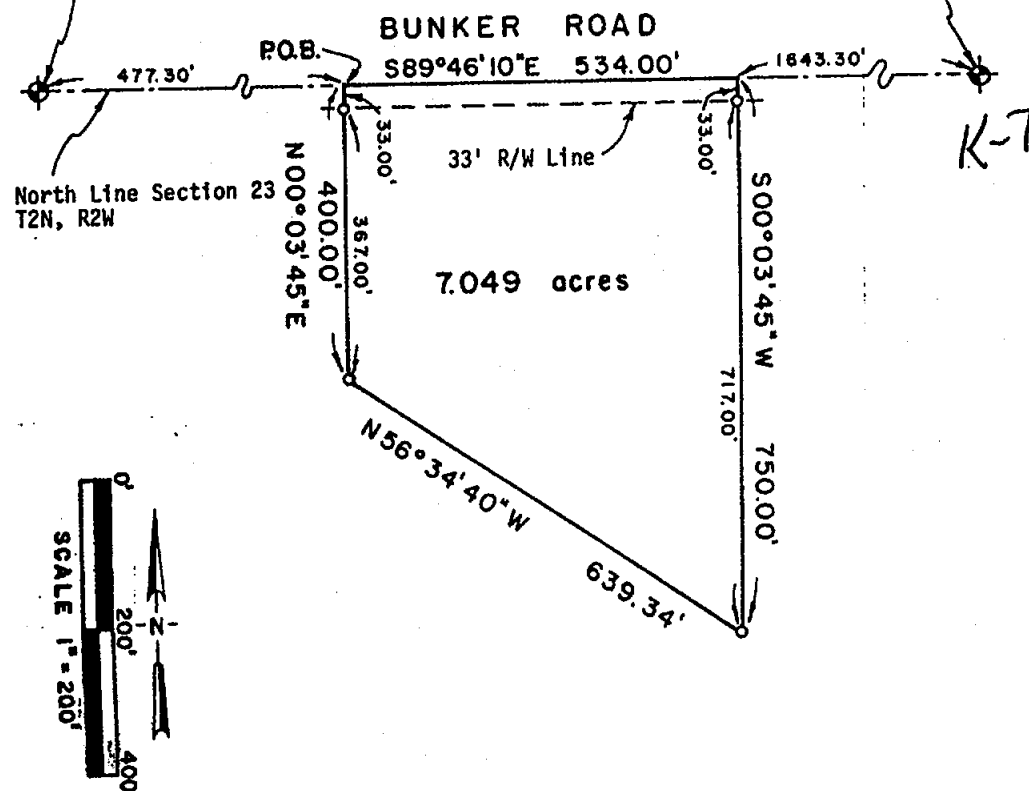 BUNKER ROAD
P.O.B.
S89°46'10"E 534.00'
477.30'
1643.30'
33.00'
33.00'
33' R/W Line
North Line Section 23
T2N, R2W
N00°03'45"E
400.00'
367.00'
7.049 acres
S00°03'45"W
717.00'
750.00'
N56°34'40"W
639.34'
SCALE 1" = 200'
0'
200'
400
-N-